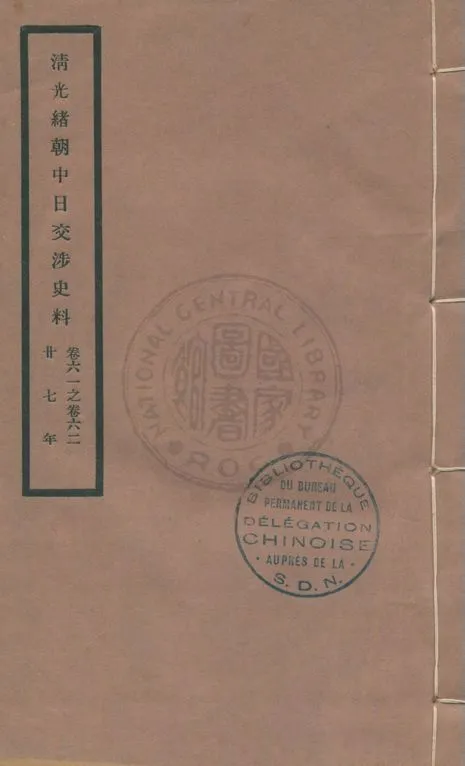 清光緒朝中日交涉史料
卷六一之卷六二
廿七年
NATIONAL CENTRAL LIBRARY
國家圖書館
ROC
BIBLIOTHÈQUE
DU BUREAU
PERMANENT DE LA
DÉLÉGATION
CHINOISE
· AUPRÈS DE LA ·
S. D. N.